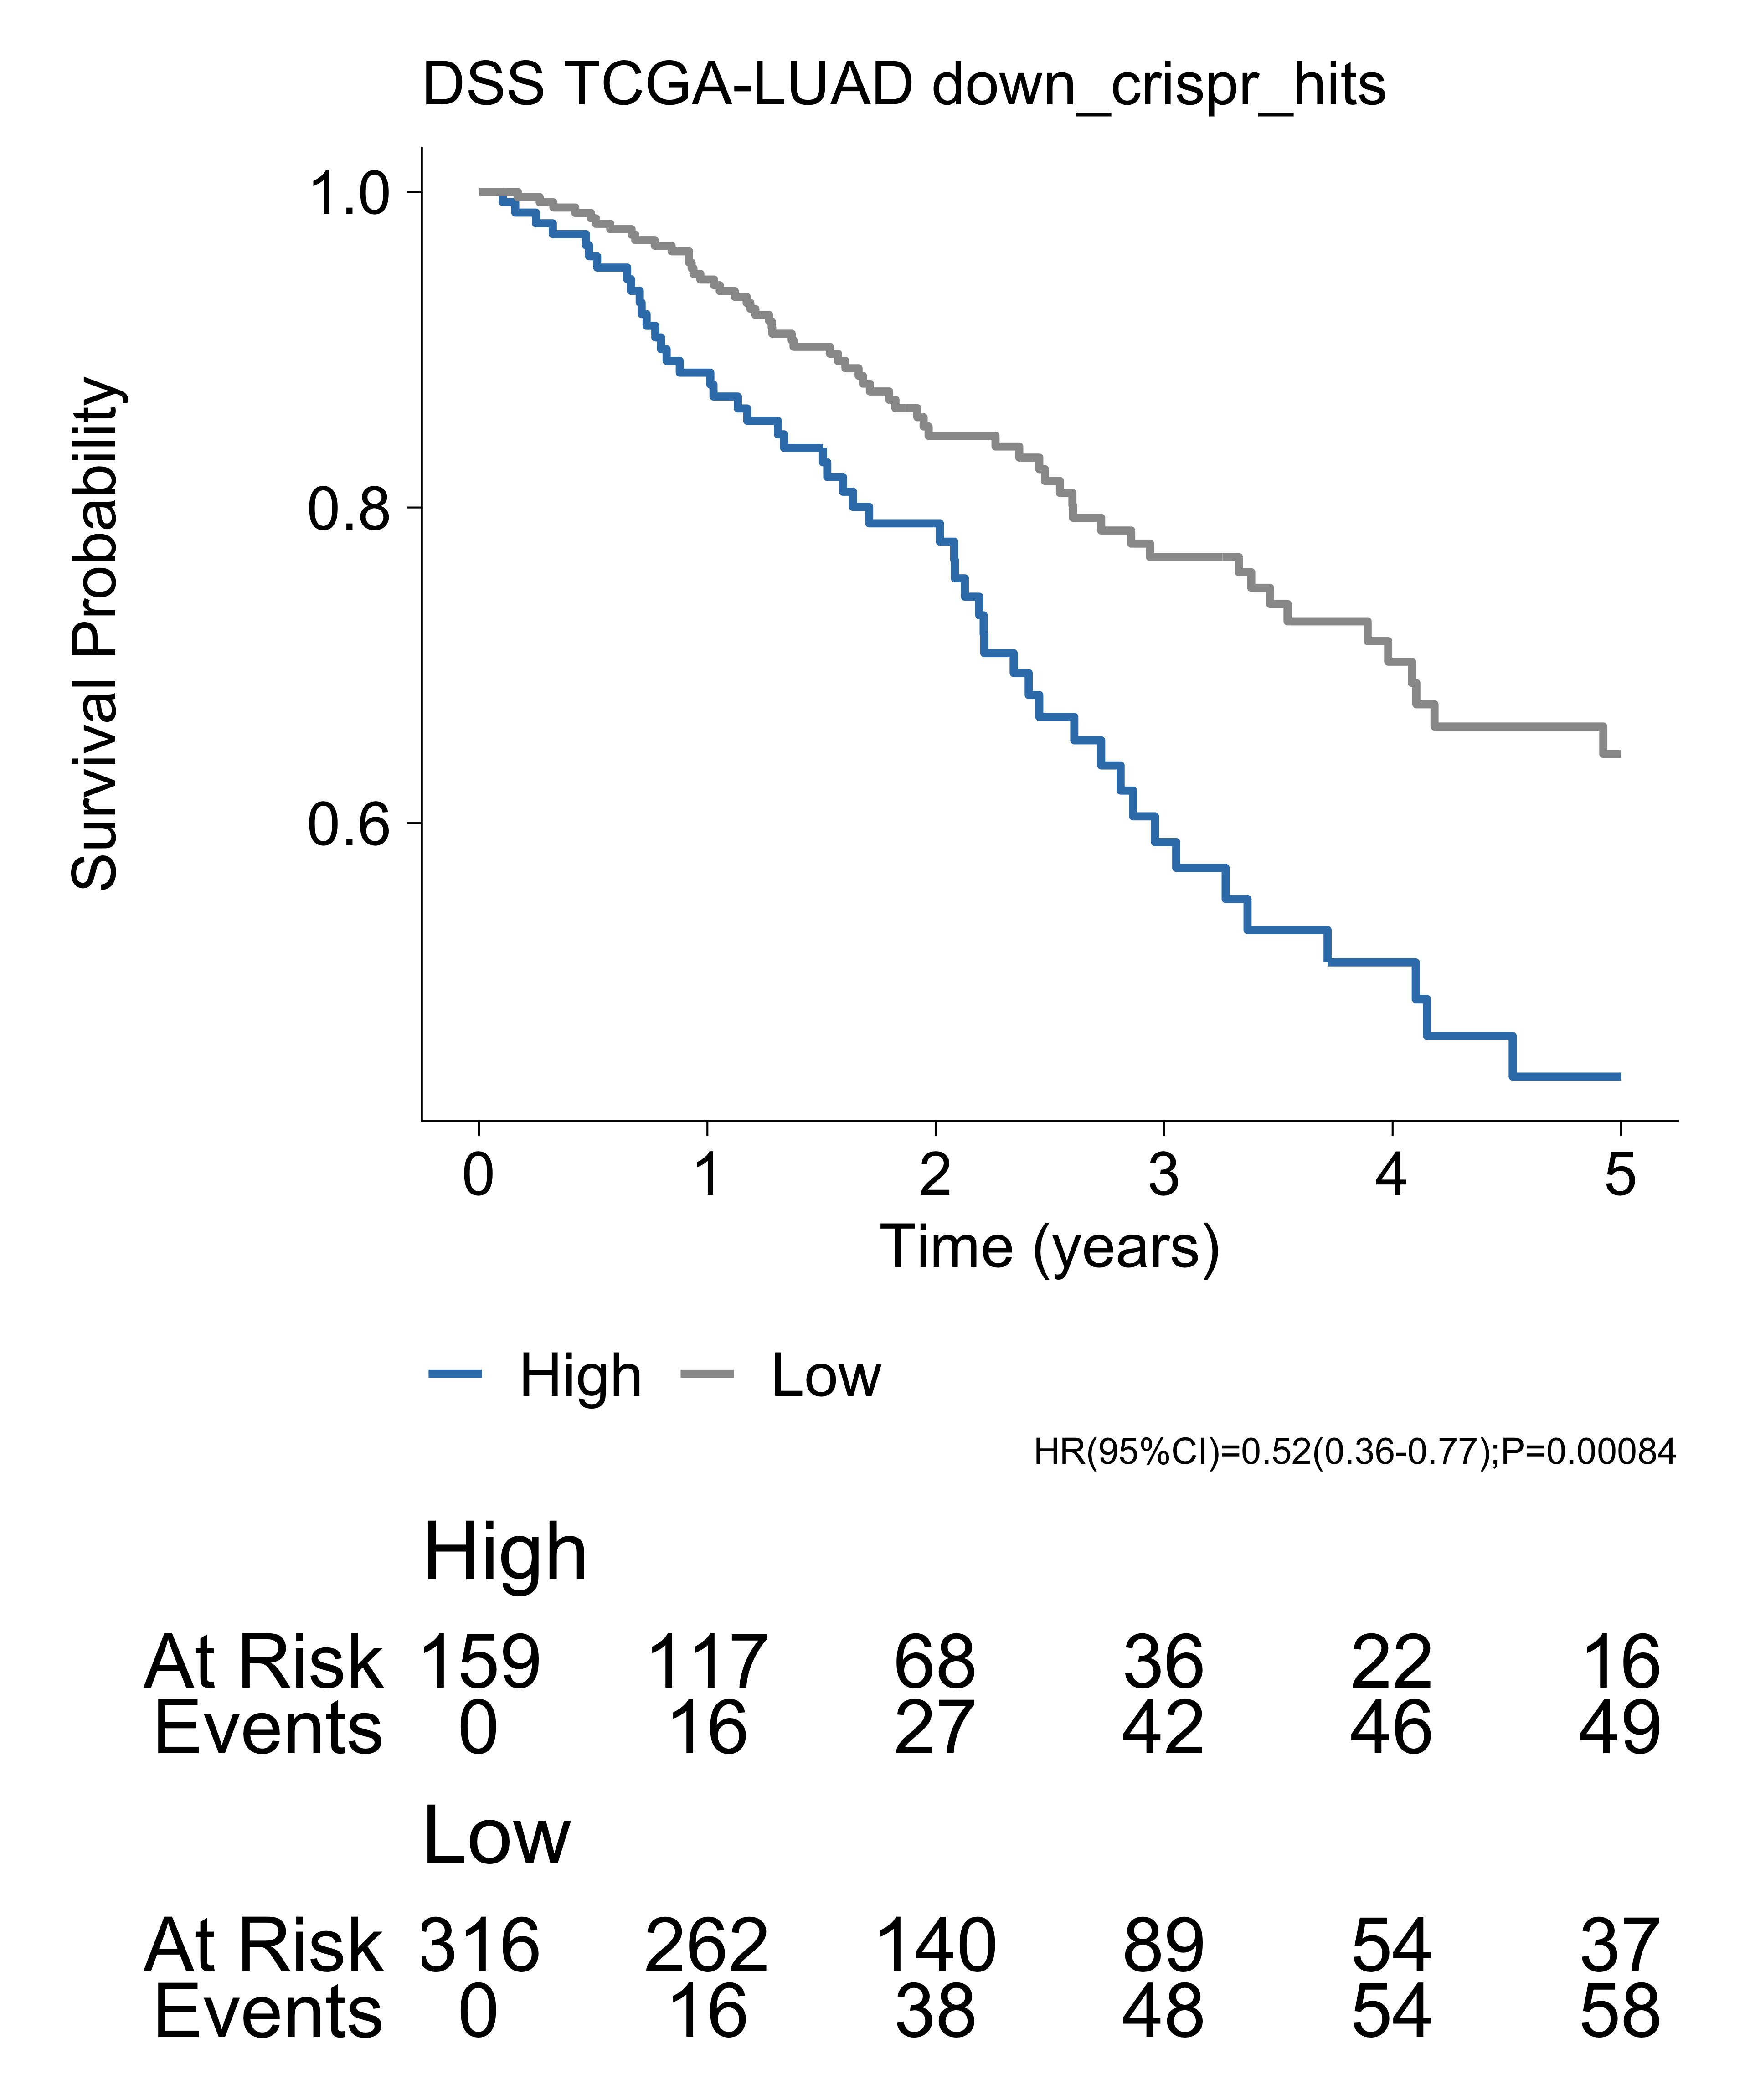 DSS TCGA-LUAD down_crispr_hits
Survival Probability
1.0
0.8
0.6
0 1 2 3 4 5
Time (years)
High Low
HR(95%CI)=0.52(0.36-0.77);P=0.00084
High
At Risk 159 117 68 36 22 16
Events 0 16 27 42 46 49
Low
At Risk 316 262 140 89 54 37
Events 0 16 38 48 54 58